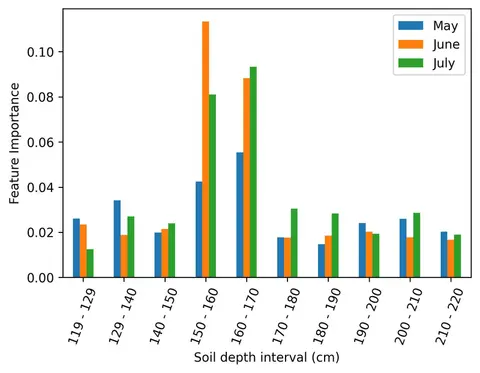 May
June
July
Feature Importance
0.10
0.08
0.06
0.04
0.02
0.00
119 - 129
129 - 140
140 - 150
150 - 160
160 - 170
170 - 180
180 - 190
190 - 200
200 - 210
210 - 220
Soil depth interval (cm)